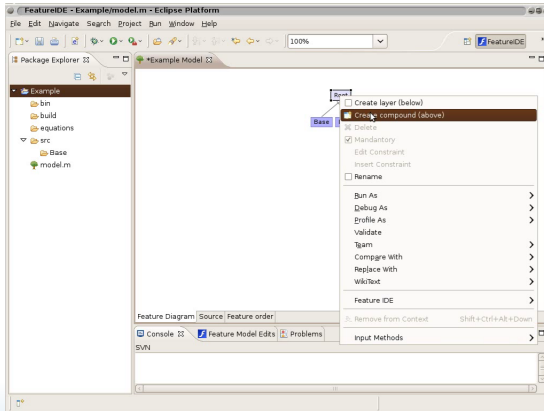 FeatureIDE - Example/model.m - Eclipse Platform
File Edit Navigate Search Project Run Window Help
100%
FeatureIDE
Package Explorer
*Example Model
Example
bin
build
equations
src
Base
model.m
Root
Base
Create layer (below)
Create compound (above)
Delete
Mandantory
Edit Constraint
Insert Constraint
Rename
Run As
Debug As
Profile As
Validate
Team
Compare With
Replace With
WikiText
Feature IDE
Remove from Context Shift+Ctrl+Alt+Down
Input Methods
Feature Diagram Source Feature order
Console Feature Model Edits Problems
SVN